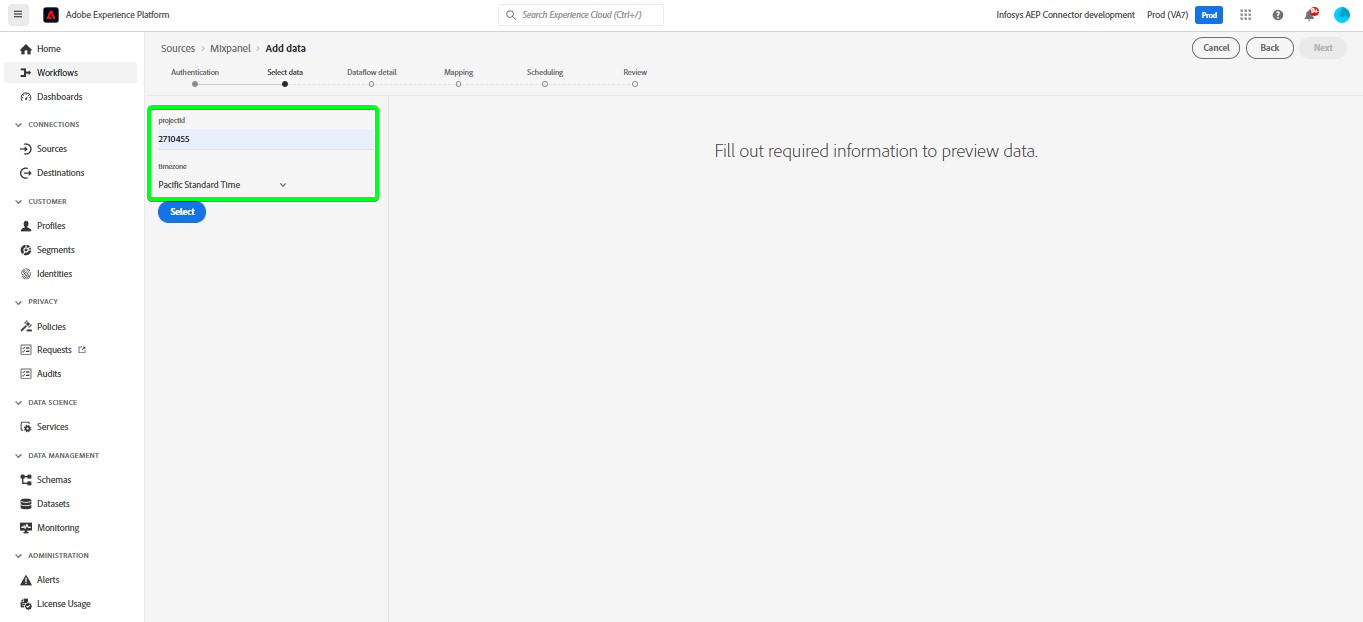 Adobe Experience Platform
Search Experience Cloud (Ctrl+/)
Infosys AEP Connector development
Prod (VA7)
Prod
9+
Home
Workflows
Dashboards
CONNECTIONS
Sources
Destinations
CUSTOMER
Profiles
Segments
Identities
PRIVACY
Policies
Requests
Audits
DATA SCIENCE
Services
DATA MANAGEMENT
Schemas
Datasets
Monitoring
ADMINISTRATION
Alerts
License Usage
Sources > Mixpanel > Add data
Cancel
Back
Next
Authentication
Select data
Dataflow detail
Mapping
Scheduling
Review
projectId
2710455
timezone
Pacific Standard Time
Select
Fill out required information to preview data.